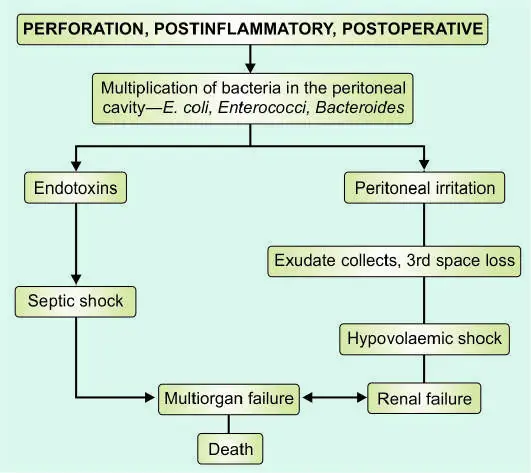 PERFORATION, POSTINFLAMMATORY, POSTOPERATIVE
Multiplication of bacteria in the peritoneal
cavity—E. coli, Enterococci, Bacteroides
Endotoxins
Peritoneal irritation
Exudate collects, 3rd space loss
Septic shock
Hypovolaemic shock
Multiorgan failure
Renal failure
Death